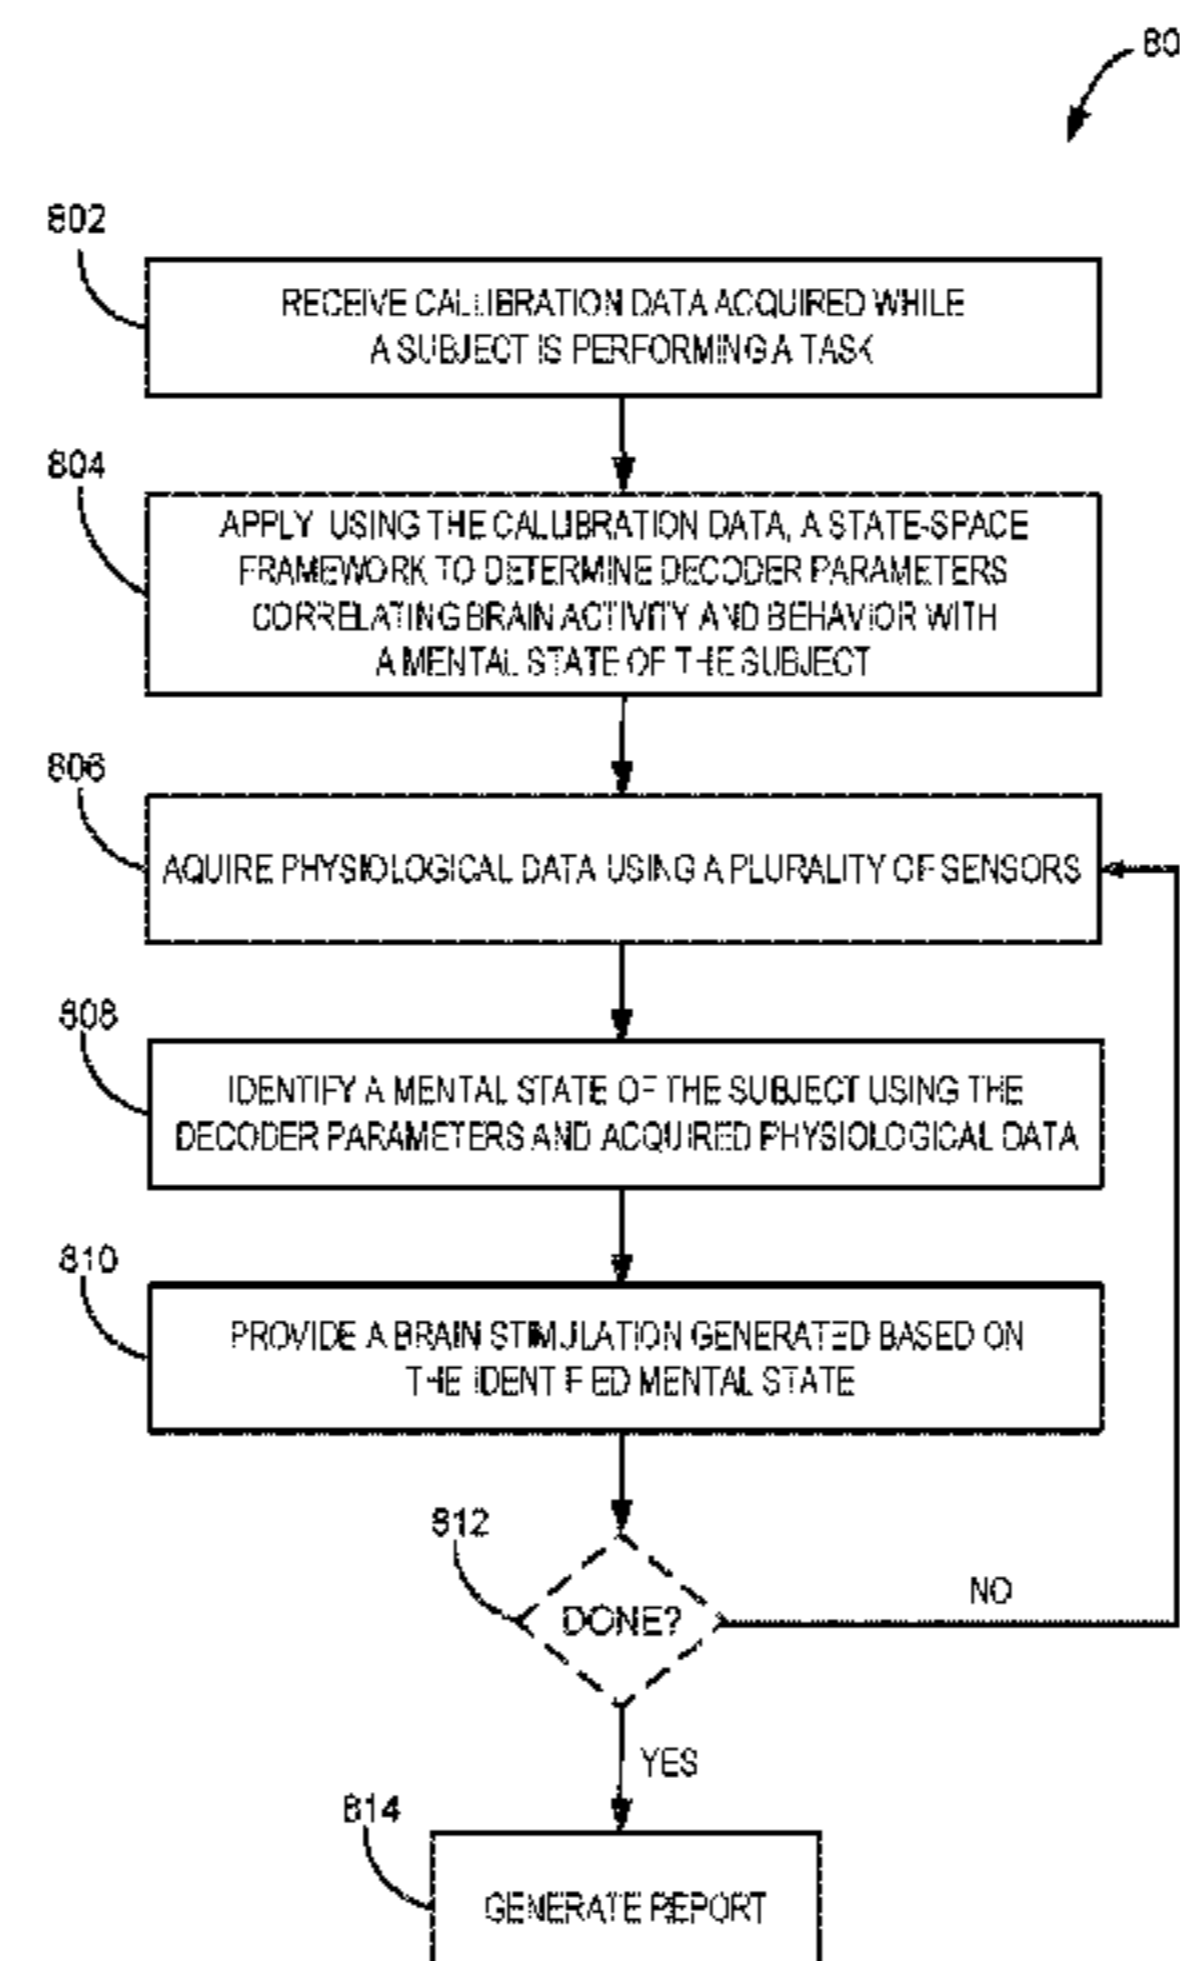 80
802
RECEIVE CALLIBRATION DATA ACQUIRED WHILE
A SUBJECT IS PERFORMING A TASK
804
APPLY USING THE CALLIBRATION DATA, A STATE-SPACE
FRAMEWORK TO DETERMINE DECODER PARAMETERS
CORRELATING BRAIN ACTIVITY AND BEHAVIOR WITH
A MENTAL STATE OF THE SUBJECT
806
AQUIRE PHYSIOLOGICAL DATA USING A PLURALITY OF SENSORS
808
IDENTIFY A MENTAL STATE OF THE SUBJECT USING THE
DECODER PARAMETERS AND ACQUIRED PHYSIOLOGICAL DATA
810
PROVIDE A BRAIN STIMULATION GENERATED BASED ON
THE IDENTIFIED MENTAL STATE
812
DONE?
NO
YES
814
GENERATE REPORT